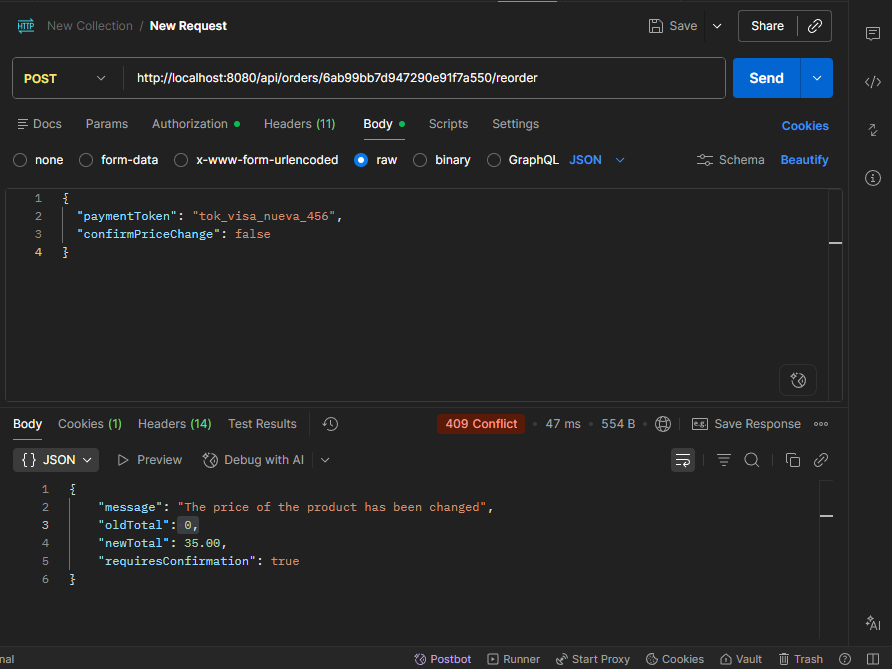 HTTP New Collection / New Request Save Share
POST http://localhost:8080/api/orders/6ab99bb7d947290e91f7a550/reorder Send
Docs Params Authorization Headers (11) Body Scripts Settings Cookies
none form-data x-www-form-urlencoded raw binary GraphQL JSON Schema Beautify
1 {
2 "paymentToken": "tok_visa_nueva_456",
3 "confirmPriceChange": false
4 }
Body Cookies (1) Headers (14) Test Results 409 Conflict • 47 ms • 554 B • e.g. Save Response
{} JSON Preview Debug with AI
1 {
2 "message": "The price of the product has been changed",
3 "oldTotal": 0,
4 "newTotal": 35.00,
5 "requiresConfirmation": true
6 }
AI
nal Postbot Runner Start Proxy Cookies Vault Trash